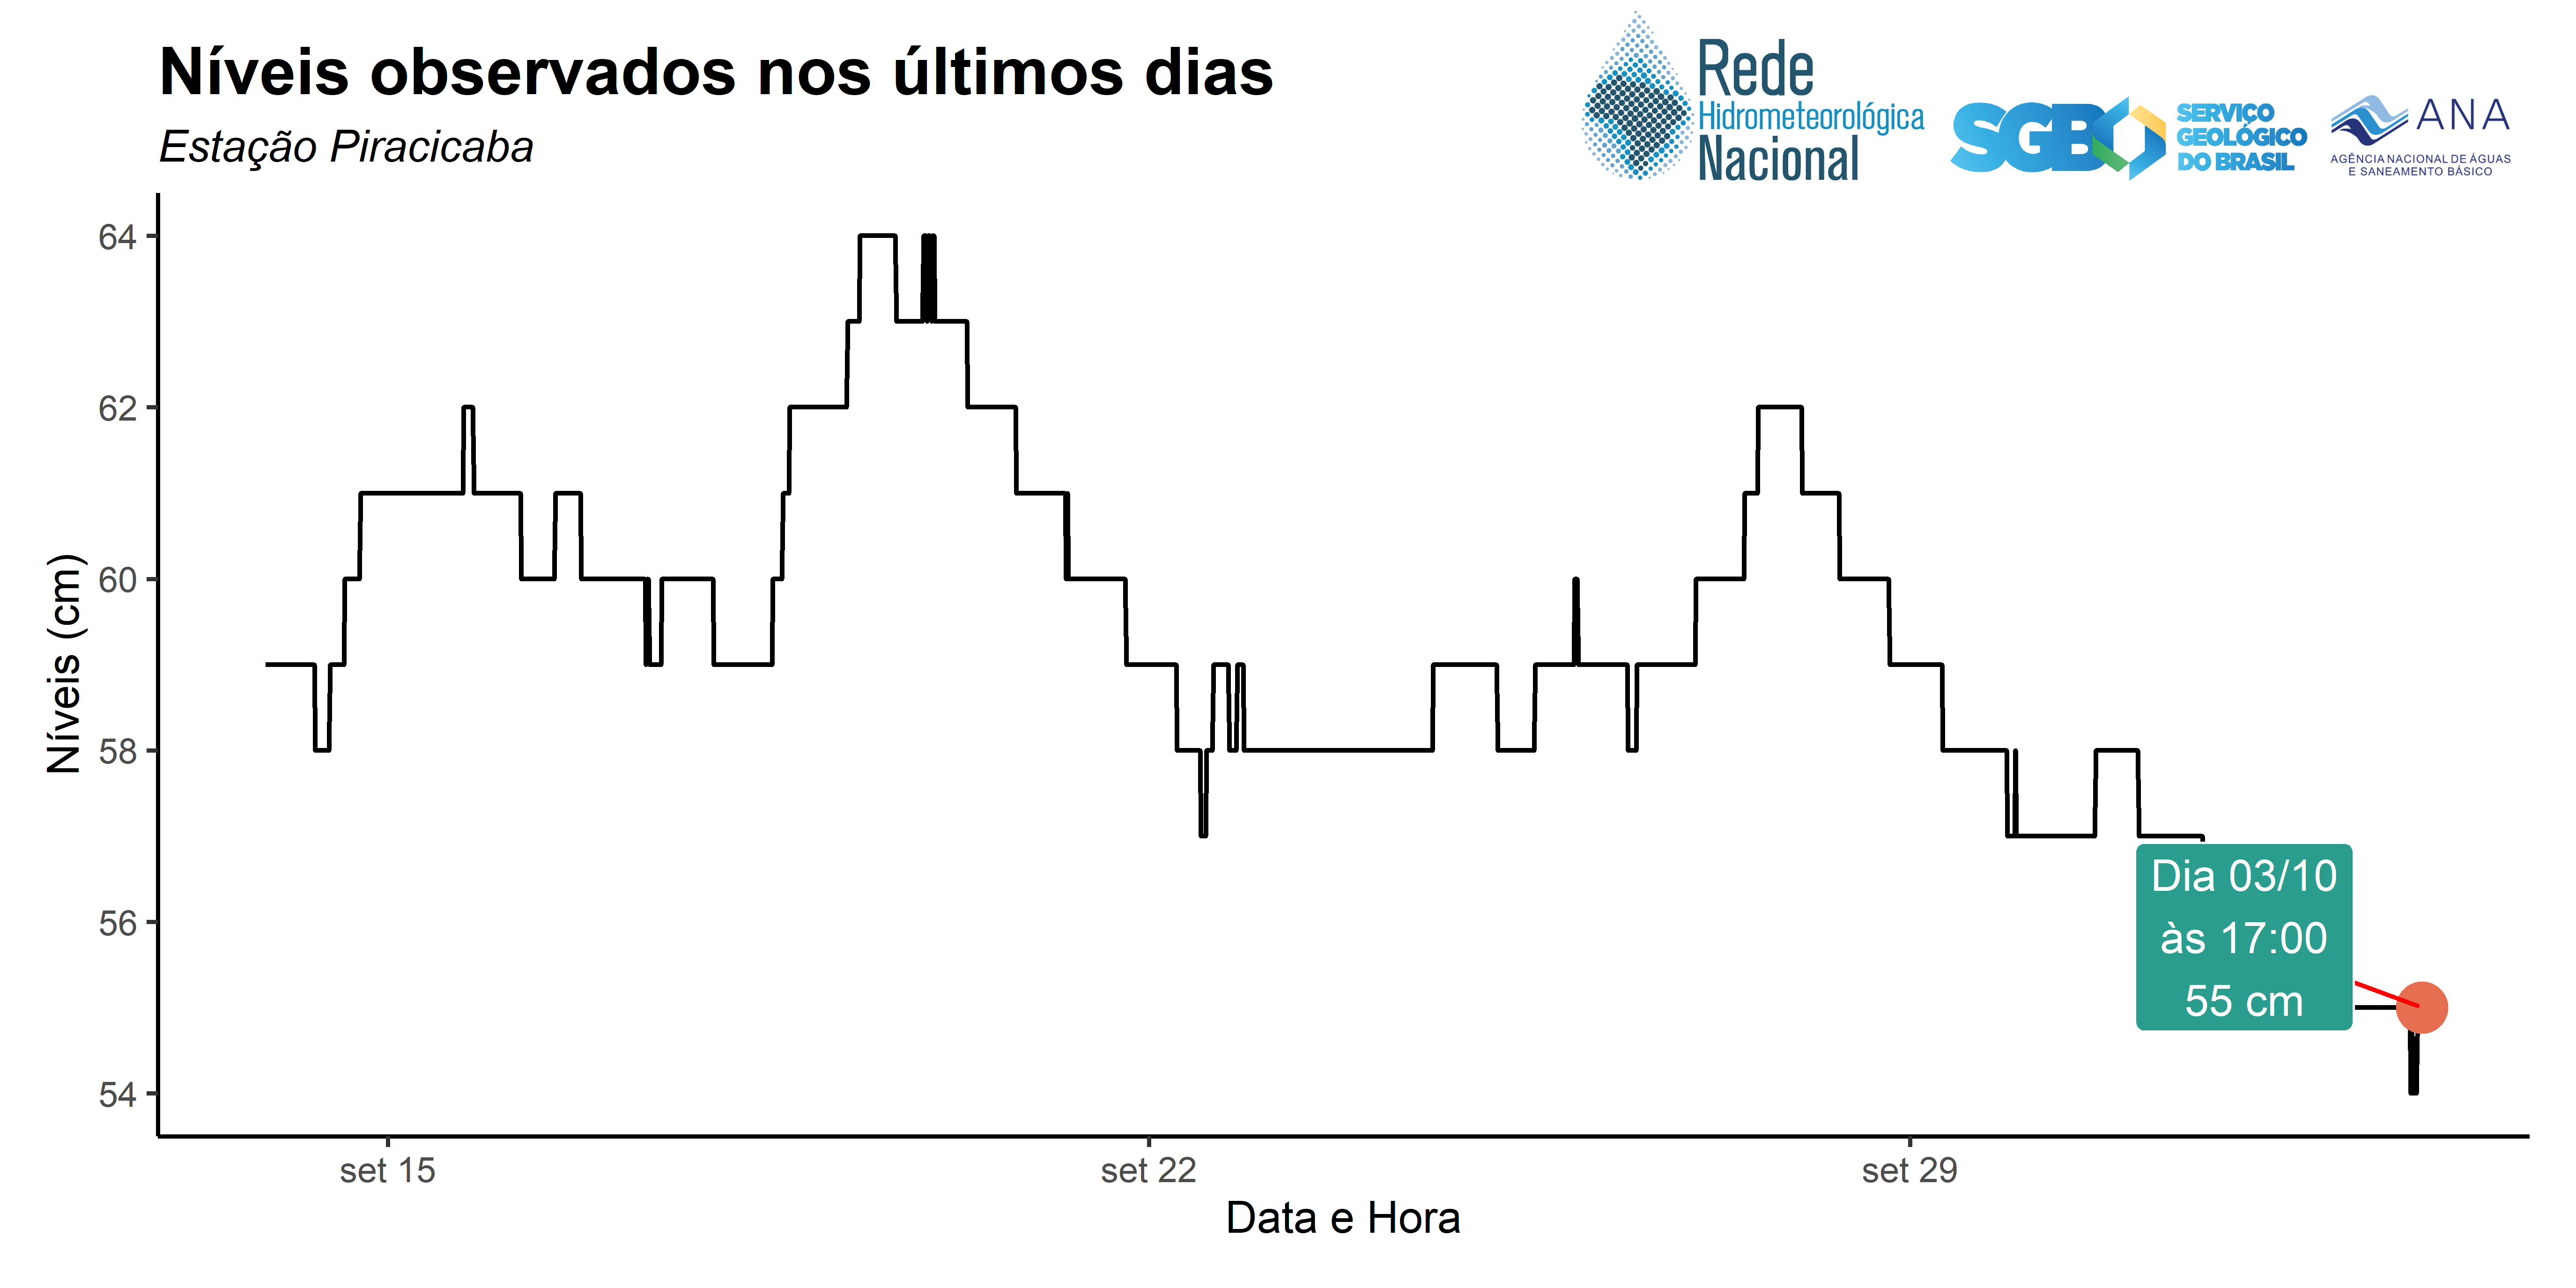 Níveis observados nos últimos dias
Estação Piracicaba
Rede
Hidrometeorológica
Nacional
SGB
SERVIÇO
GEOLÓGICO
DO BRASIL
ANA
AGÊNCIA NACIONAL DE ÁGUAS
E SANEAMENTO BÁSICO
Níveis (cm)
64
62
60
58
56
54
Dia 03/10
às 17:00
55 cm
set 15
set 22
set 29
Data e Hora